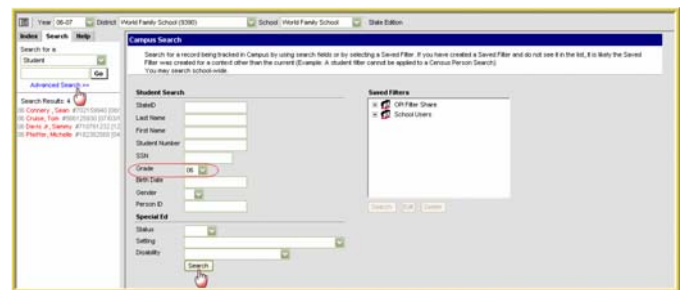 Year 06-07 District World Family School (9390) School World Family School State Edition
Index Search Help
Search for a
Student
Go
Advanced Search >>
Search Results: 4
06 Connery, Sean
06 Cruise, Tom
06 Davis Jr, Sammy
06 Pfeiffer, Michelle
Campus Search
Search for a record being tracked in Campus by using search fields or by selecting a Saved Filter. If you have created a Saved Filter and do not see it in the list, it is likely the Saved
Filter was created for a context other than the current (Example: A student filter cannot be applied to a Census Person Search).
You may search school-wide.
Student Search
StateID
Last Name
First Name
Student Number
SSN
Grade 06
Birth Date
Gender
Person ID
Special Ed
Status
Setting
Disability
Search
Saved Filters
Filter Share
School Users
Search Edit Delete